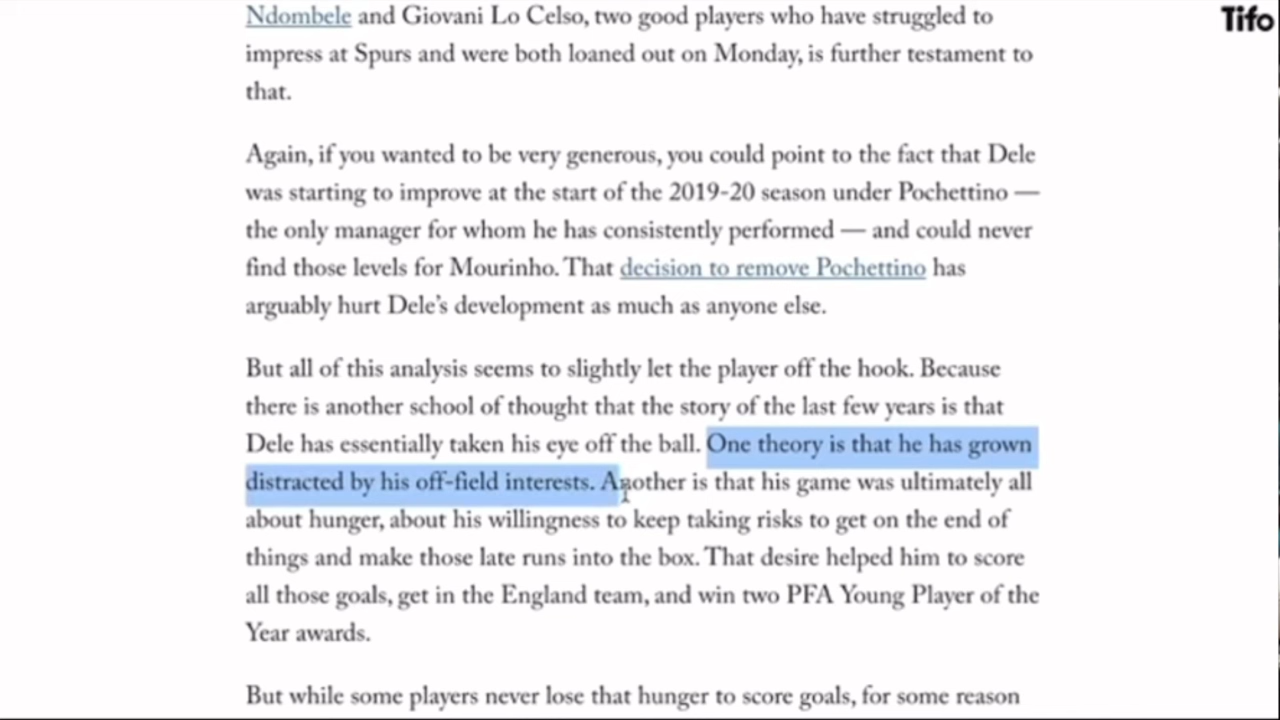 Tifo
Ndombele and Giovani Lo Celso, two good players who have struggled to
impress at Spurs and were both loaned out on Monday, is further testament to
that.
Again, if you wanted to be very generous, you could point to the fact that Dele
was starting to improve at the start of the 2019-20 season under Pochettino —
the only manager for whom he has consistently performed — and could never
find those levels for Mourinho. That decision to remove Pochettino has
arguably hurt Dele’s development as much as anyone else.
But all of this analysis seems to slightly let the player off the hook. Because
there is another school of thought that the story of the last few years is that
Dele has essentially taken his eye off the ball. One theory is that he has grown
distracted by his off-field interests. Another is that his game was ultimately all
about hunger, about his willingness to keep taking risks to get on the end of
things and make those late runs into the box. That desire helped him to score
all those goals, get in the England team, and win two PFA Young Player of the
Year awards.
But while some players never lose that hunger to score goals, for some reason